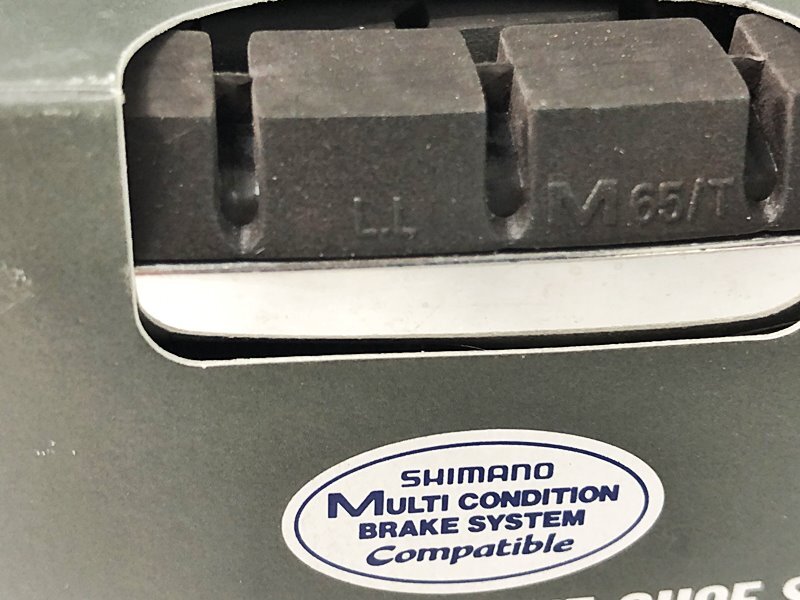 L.L M65/T
SHIMANO
MULTI CONDITION
BRAKE SYSTEM
Compatible